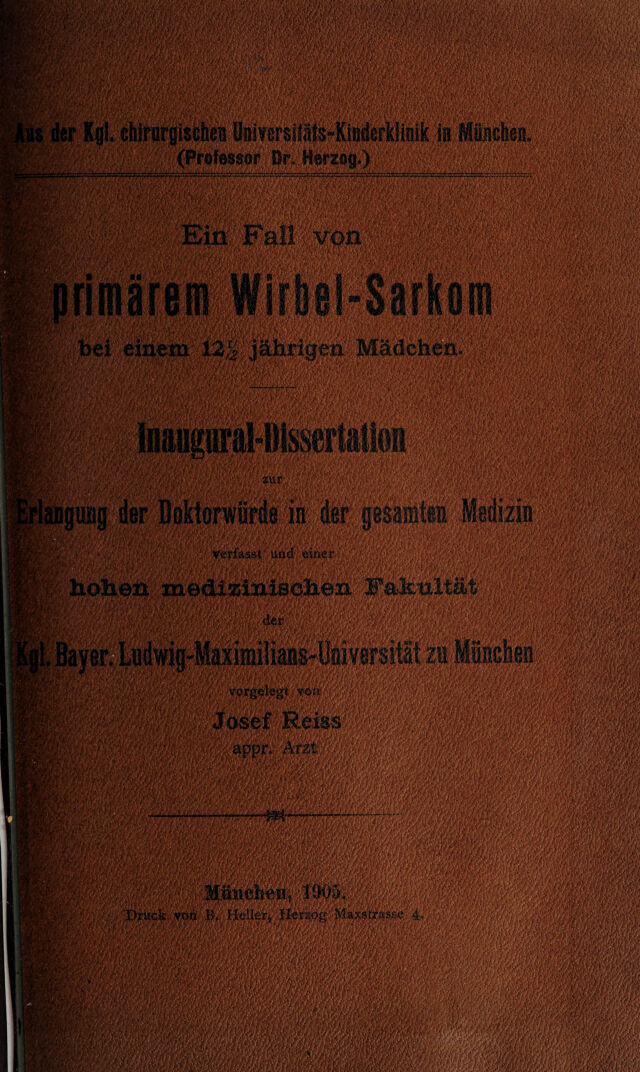 Aus der Kgl. chirurgischen Universitäts-Kinderklinik in München.
(Professor Dr. Herzog.)
Ein Fall von
primärem Wirbel-Sarkom
bei einem 12½ jährigen Mädchen.
Inaugural-Dissertation
zur
Erlangung der Doktorwürde in der gesamten Medizin
verfasst und einer
hohen medizinischen Fakultät
der
Kgl. Bayer. Ludwig-Maximilians-Universität zu München
vorgelegt von
Josef Reiss
appr. Arzt
München, 1905.
Druck von B. Heller, Herzog Maxstrasse 4.